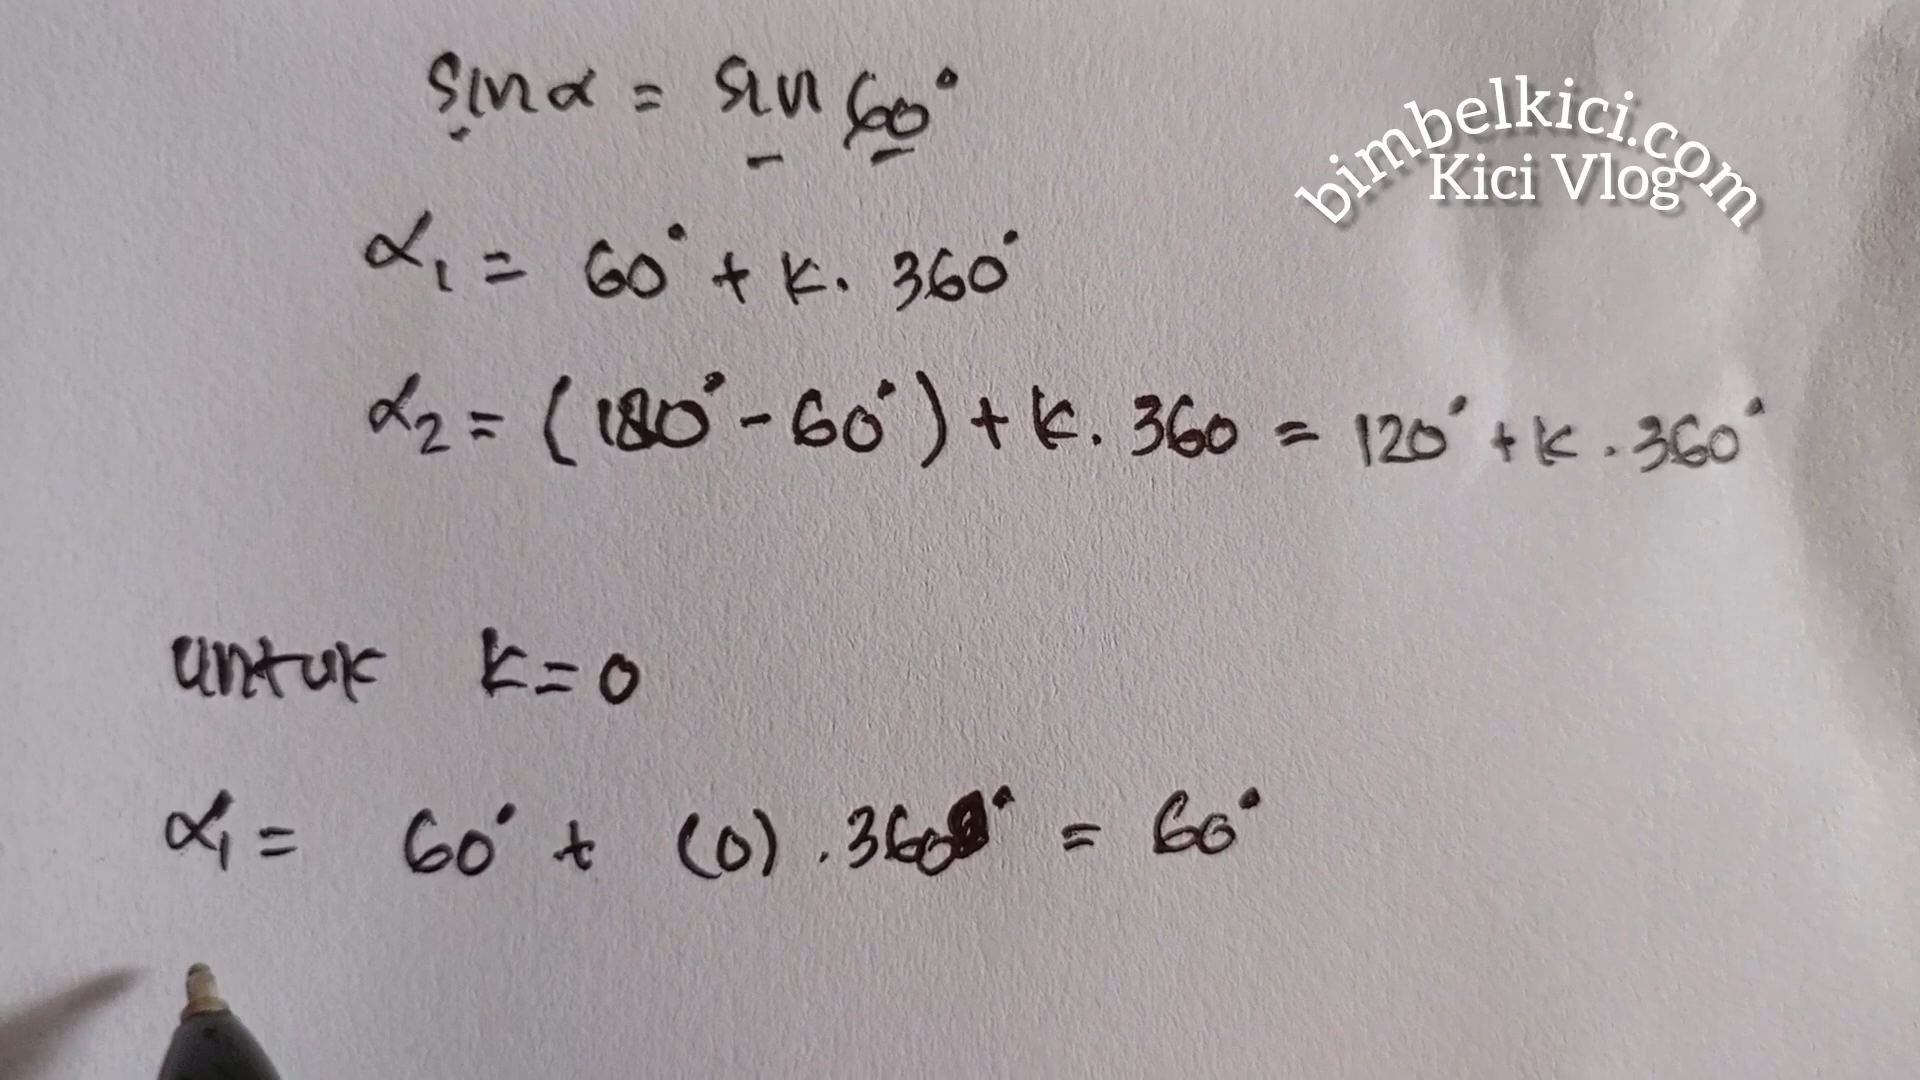 sin α = sin 60°
bimbelkici.com
Kici Vlog
α₁ = 60° + k. 360°
α₂ = (180° - 60°) + k. 360 = 120° + k. 360°
untuk k = 0
α₁ = 60° + (0) . 360° = 60°